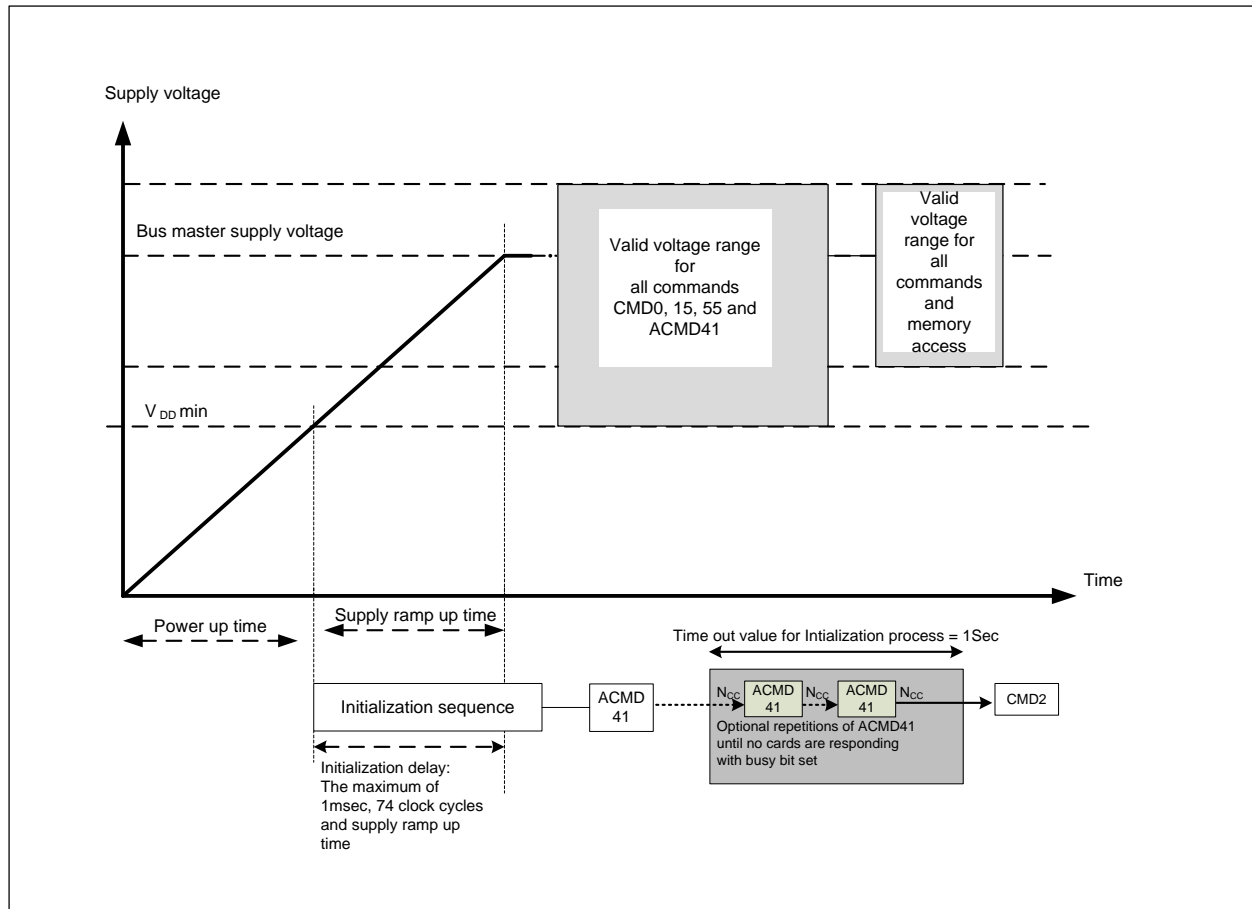 Supply voltage
Bus master supply voltage
Valid voltage range
for
all commands
CMD0, 15, 55 and
ACMD41
Valid
voltage
range for
all
commands
and
memory
access
V DD min
Time
Power up time
Supply ramp up time
Time out value for Intialization process = 1Sec
Initialization sequence
ACMD
41
NCC
ACMD
41
NCC
ACMD
41
NCC
CMD2
Optional repetitions of ACMD41
until no cards are responding
with busy bit set
Initialization delay:
The maximum of
1msec, 74 clock cycles
and supply ramp up
time